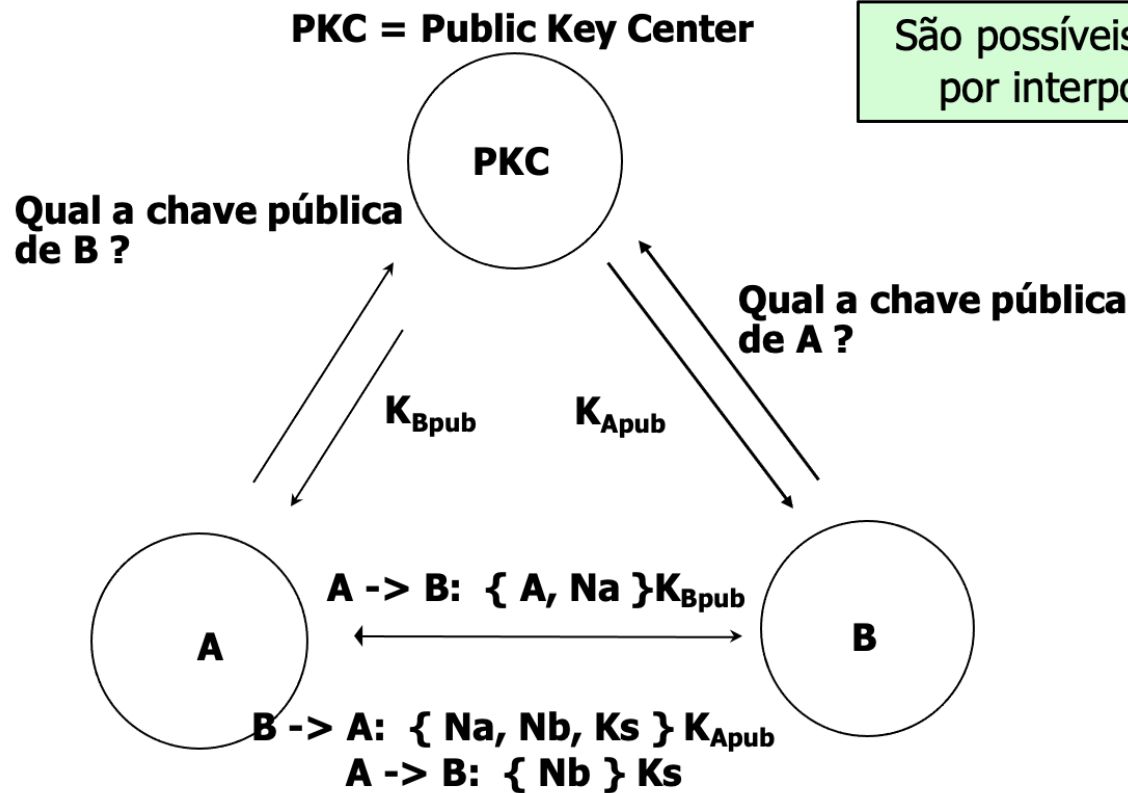 PKC = Public Key Center
São possíveis
por interpo
PKC
Qual a chave pública
de B ?
Qual a chave pública
de A ?
KBpub
KApub
A -> B: { A, Na }KBpub
A
B
B -> A: { Na, Nb, Ks } KApub
A -> B: { Nb } Ks